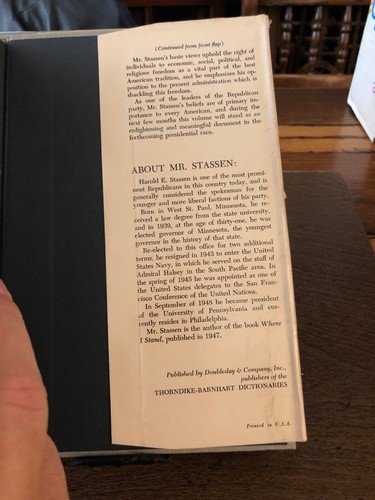 (Continued from front flap)
Mr. Stassen's basic views uphold the right of
individuals to economic, social, political, and
religious freedom as a vital part of the best
American tradition, and he emphasizes his op-
position to the present administration which is
shackling this freedom.
As one of the leaders of the Republican
party, Mr. Stassen's beliefs are of primary im-
portance to every American, and during the
next few months this volume will stand as an
enlightening and meaningful document in the
forthcoming presidential race.
ABOUT MR. STASSEN:
Harold E. Stassen is one of the most promi-
nent Republicans in this country today, and is
generally considered the spokesman for the
younger and more liberal factions of his party.
Born in West St. Paul, Minnesota, he re-
ceived a law degree from the state university,
and in 1939, at the age of thirty-one, was
elected governor of Minnesota, the youngest
governor in the history of that state.
Re-elected to this office for two additional
terms, he resigned in 1943 to enter the United
States Navy, in which he served on the staff of
Admiral Halsey in the South Pacific area. In
the spring of 1945 he was appointed as one of
the United States delegates to the San Fran-
cisco Conference of the United Nations.
In September of 1948 he became president
of the University of Pennsylvania and cur-
rently resides in Philadelphia.
Mr. Stassen is the author of the book Where
I Stand, published in 1947.
Published by Doubleday & Company, Inc.,
publishers of the
THORNDIKE-BARNHART DICTIONARIES
Printed in U.S.A.